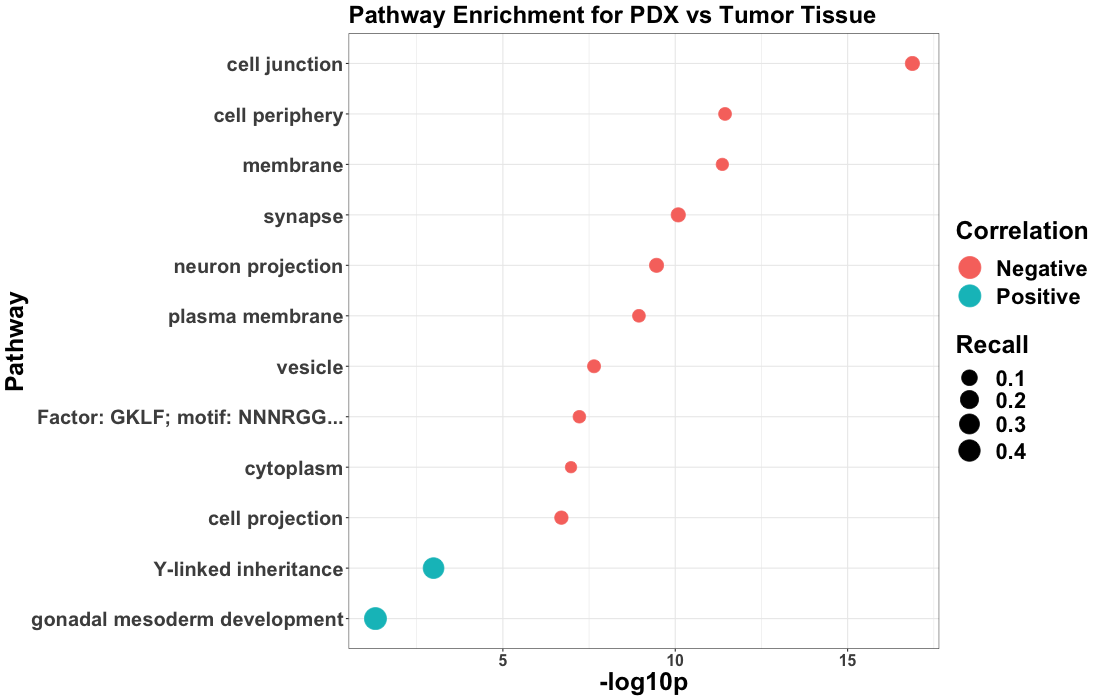 Pathway Enrichment for PDX vs Tumor Tissue
Pathway
cell junction
cell periphery
membrane
synapse
neuron projection
plasma membrane
vesicle
Factor: GKLF; motif: NNNRGG...
cytoplasm
cell projection
Y-linked inheritance
gonadal mesoderm development
5
10
15
-log10p
Correlation
Negative
Positive
Recall
0.1
0.2
0.3
0.4